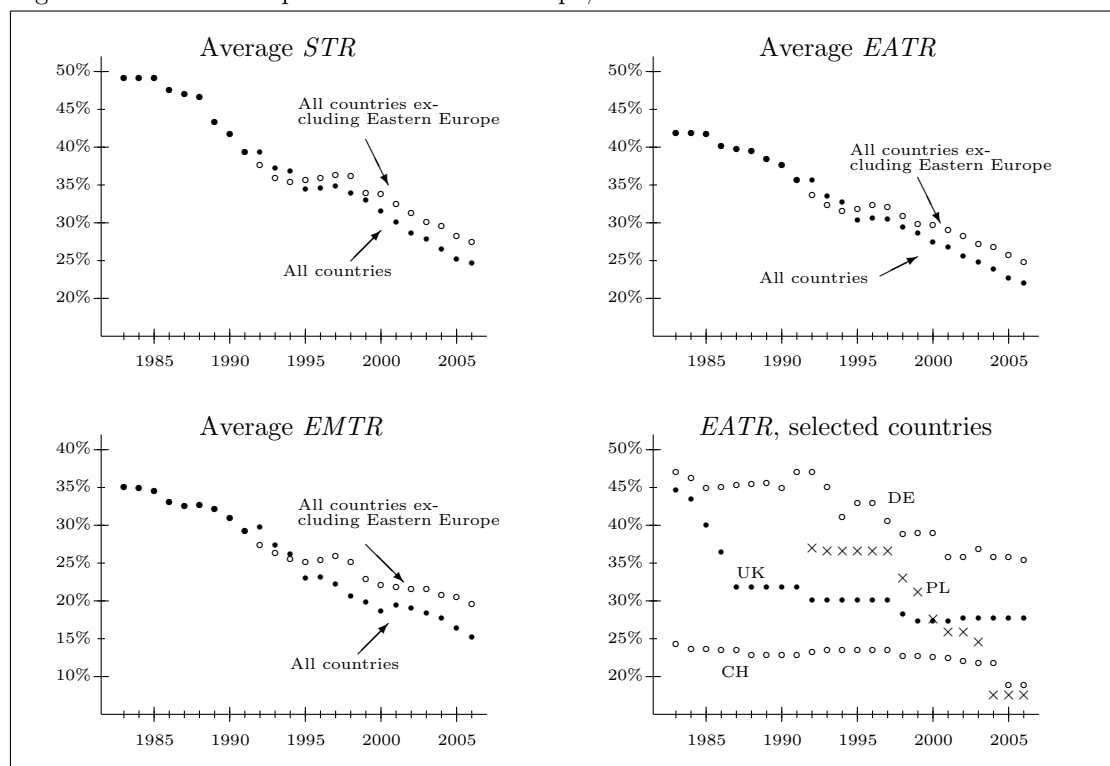 Average STR
50%
45%
40%
35%
30%
25%
20%
All countries ex-
cluding Eastern Europe
All countries
1985
1990
1995
2000
2005
Average EATR
50%
45%
40%
35%
30%
25%
20%
All countries ex-
cluding Eastern Europe
All countries
1985
1990
1995
2000
2005
Average EMTR
40%
35%
30%
25%
20%
15%
10%
All countries ex-
cluding Eastern Europe
All countries
1985
1990
1995
2000
2005
EATR, selected countries
50%
45%
40%
35%
30%
25%
20%
DE
UK
PL
CH
1985
1990
1995
2000
2005